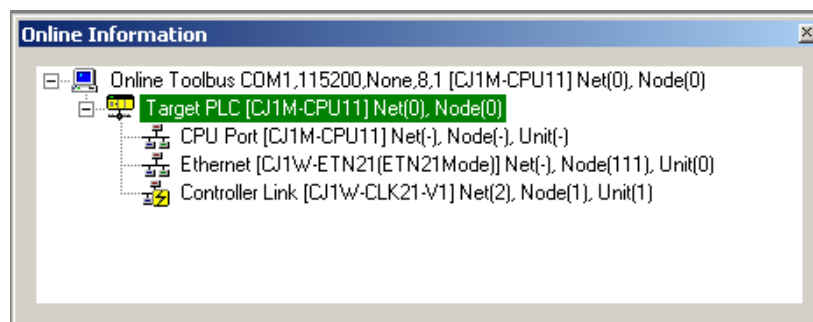 Online Information
Online Toolbus COM1,115200,None,8,1 [CJ1M-CPU11] Net(0), Node(0)
Target PLC [CJ1M-CPU11] Net(0), Node(0)
CPU Port [CJ1M-CPU11] Net(-), Node(-), Unit(-)
Ethernet [CJ1W-ETN21(ETN21Mode)] Net(-), Node(111), Unit(0)
Controller Link [CJ1W-CLK21-V1] Net(2), Node(1), Unit(1)